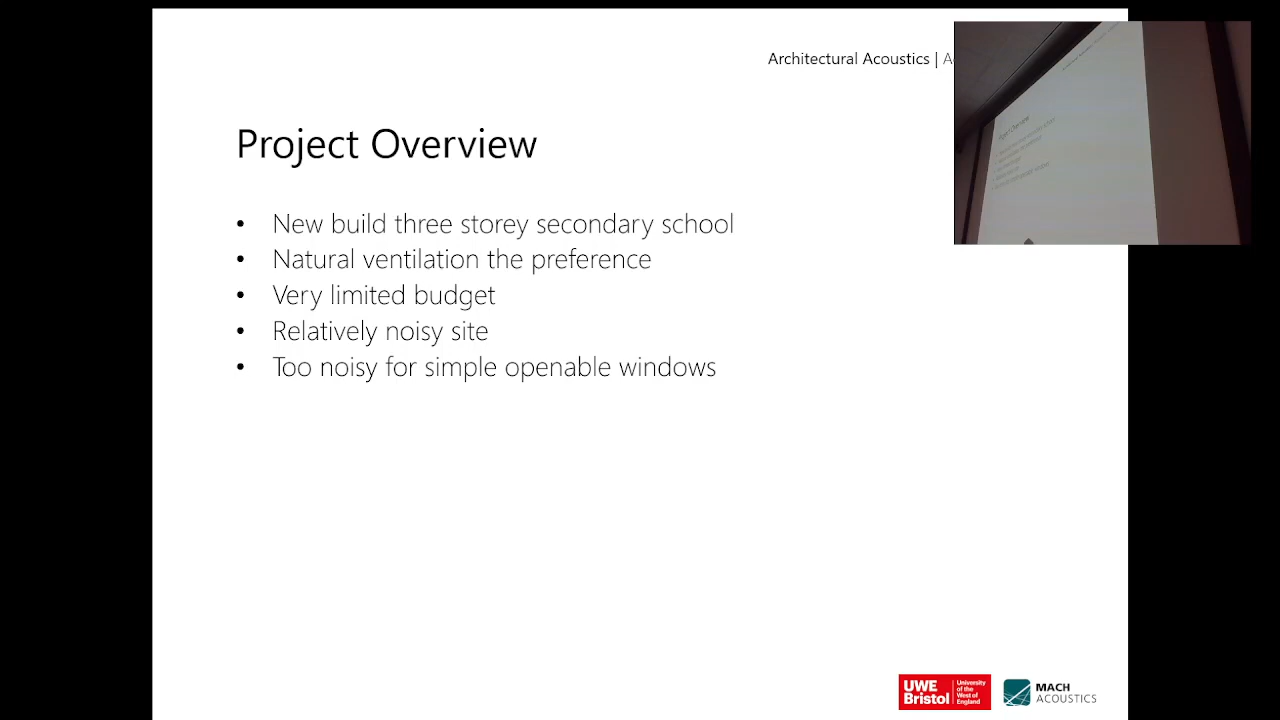 Architectural Acoustics |
Project Overview
• New build three storey secondary school
• Natural ventilation the preference
• Very limited budget
• Relatively noisy site
• Too noisy for simple openable windows
UWE Bristol
University of the West of England
MACH ACOUSTICS